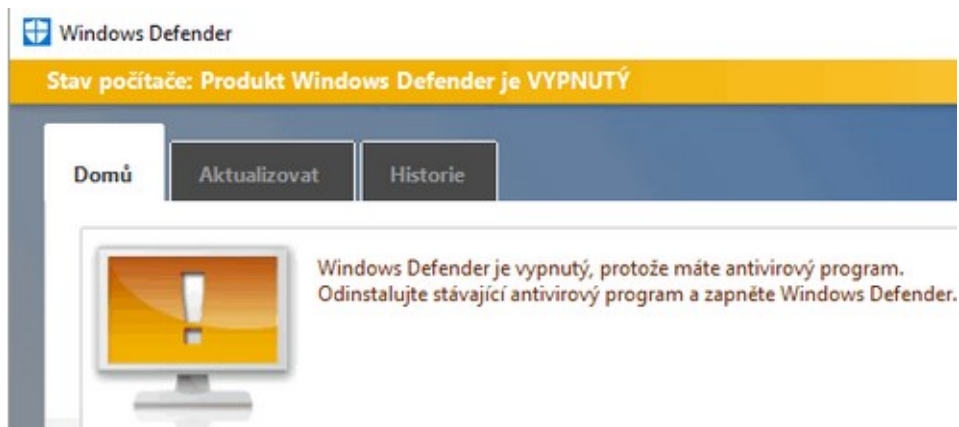 Windows Defender
Stav počítače: Produkt Windows Defender je VYPNUTÝ
Domů
Aktualizovat
Historie
Windows Defender je vypnutý, protože máte antivirový program.
Odinstalujte stávající antivirový program a zapněte Windows Defender.